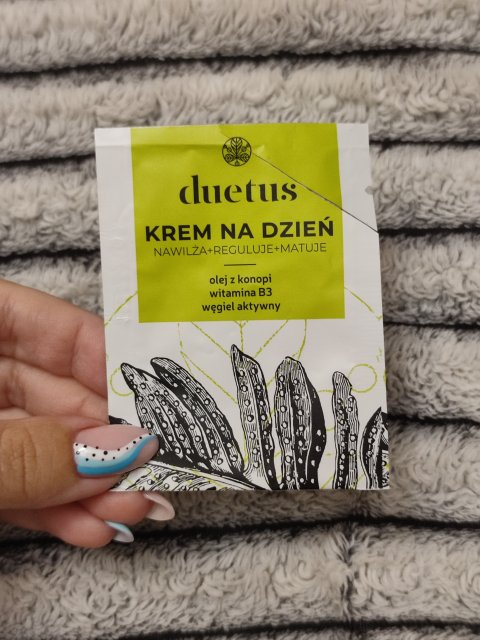 duetus
KREM NA DZIEŃ
NAWILŻA+REGULUJE+MATUJE
olej z konopi
witamina B3
węgiel aktywny